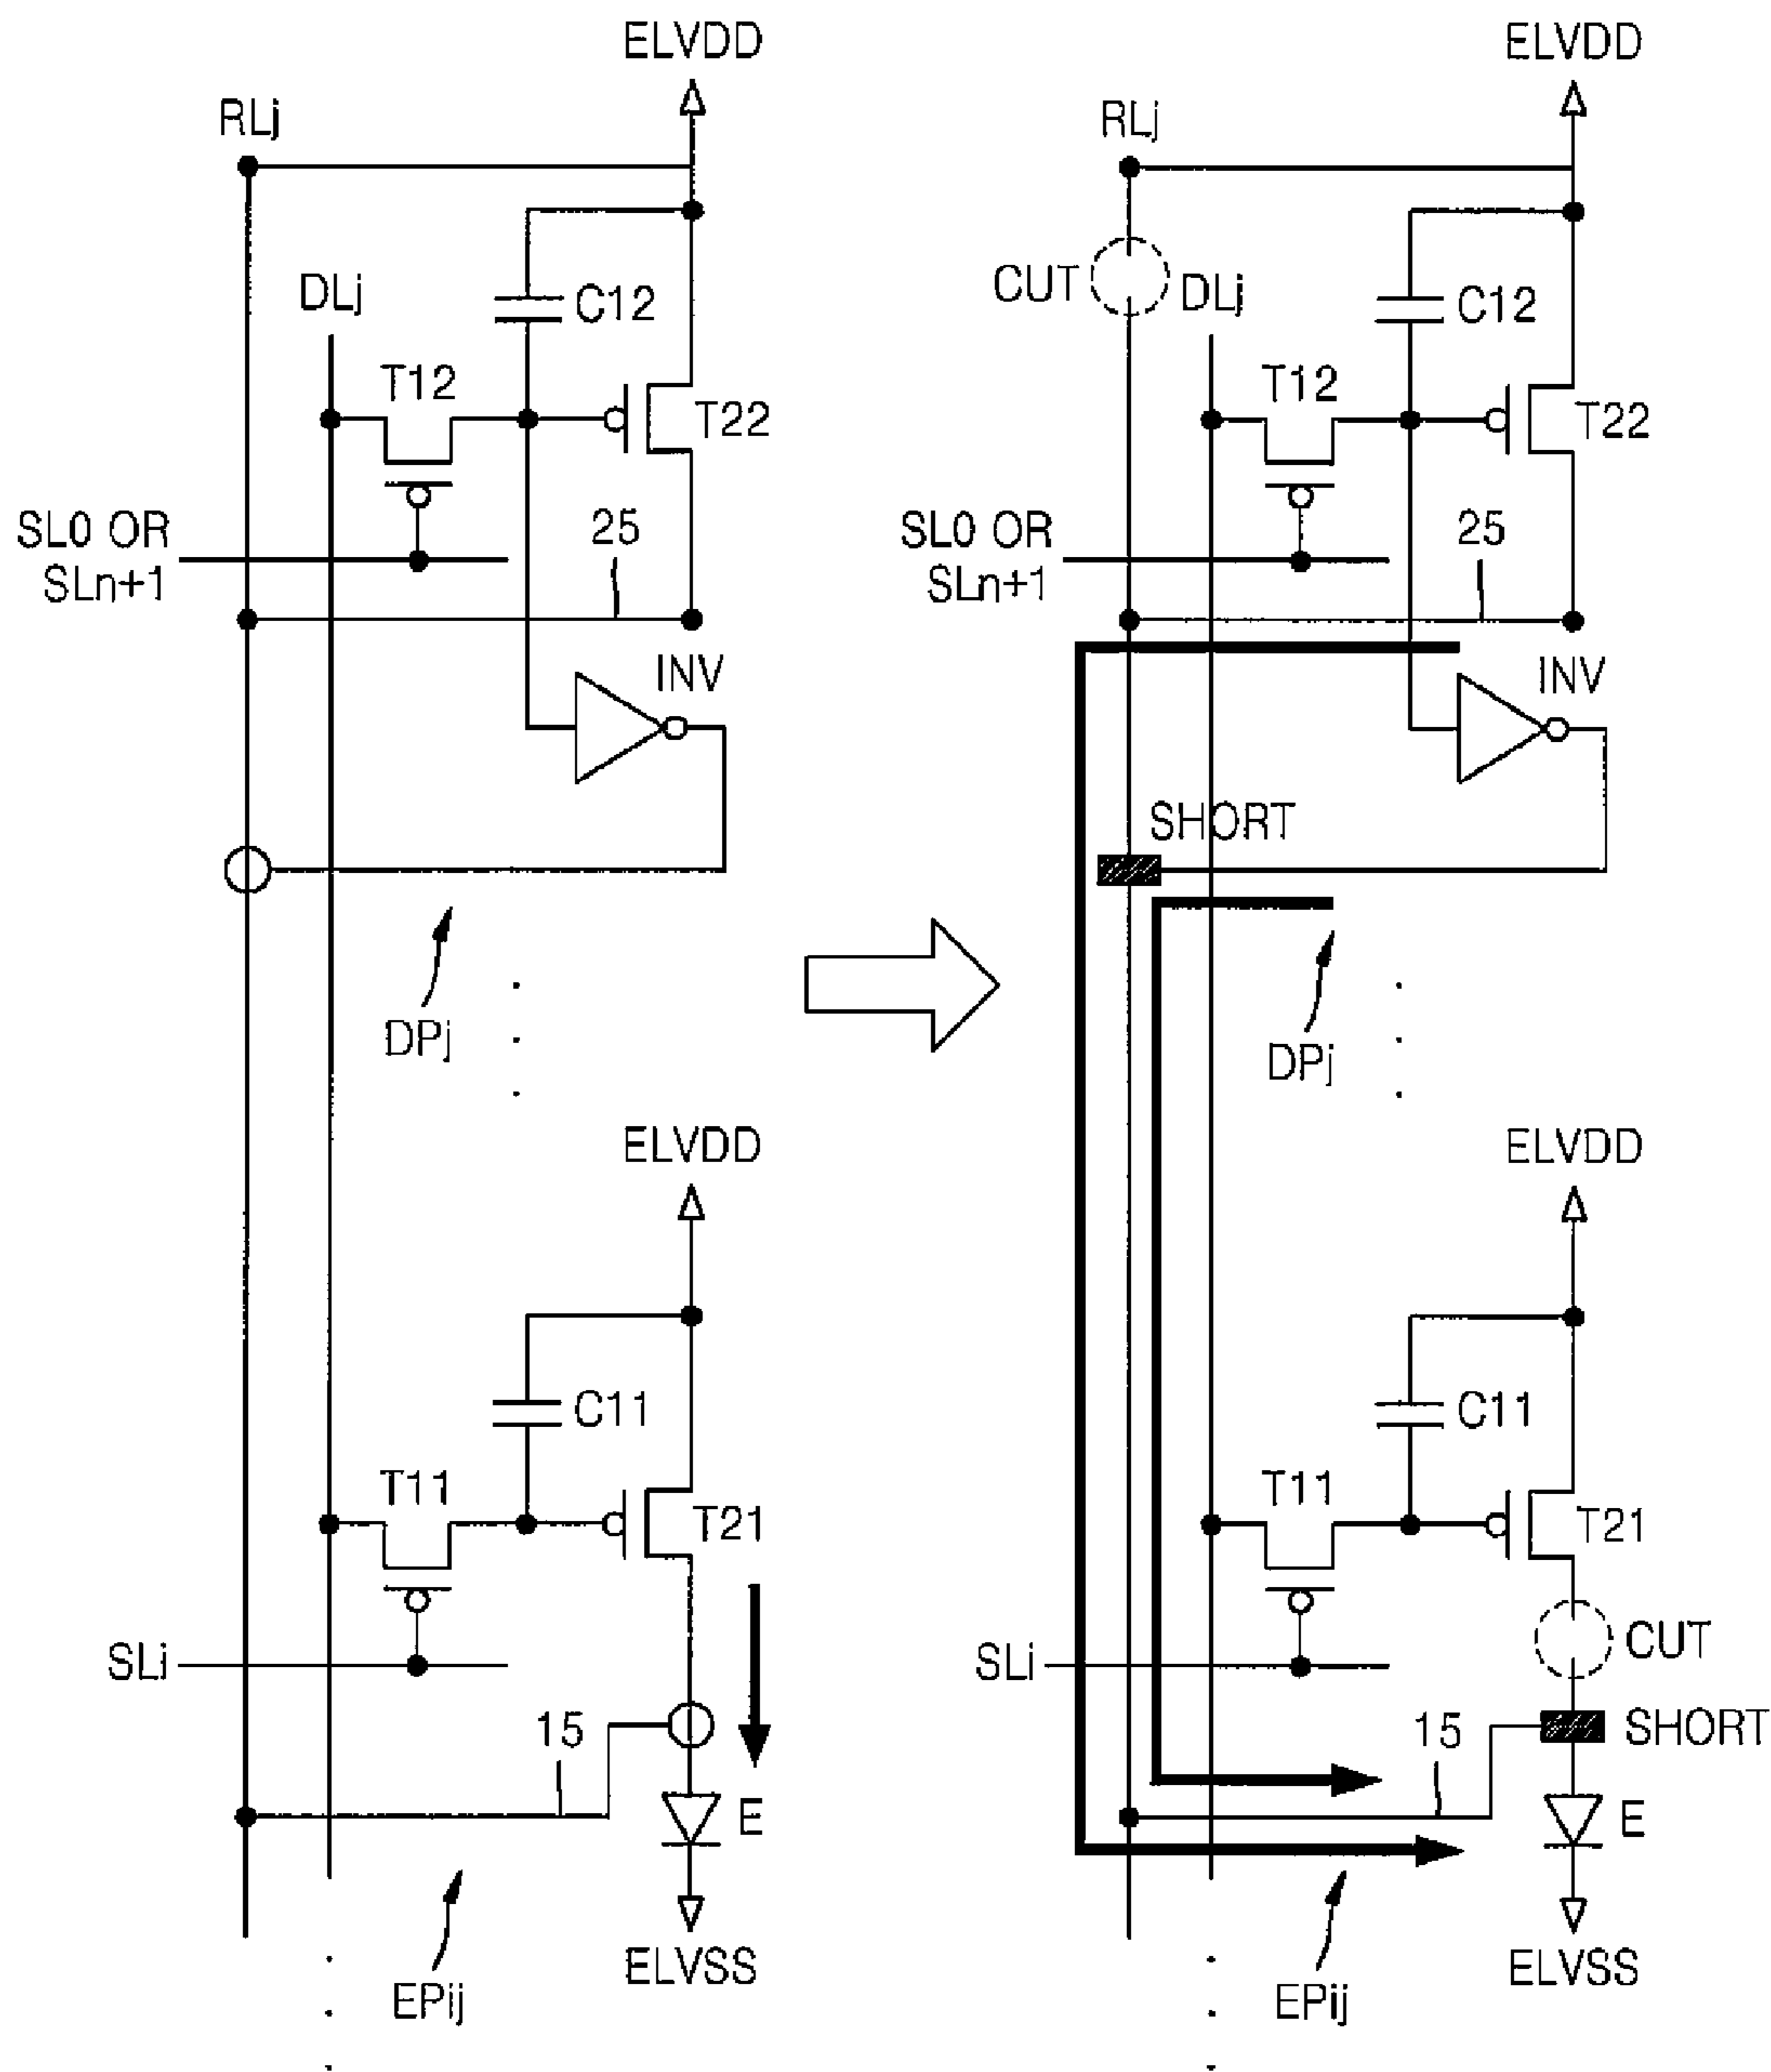 ELVDD
RLj
DLj
C12
T12
T22
SL0 OR
SLn+1
25
INV
DPj
ELVDD
C11
T11
T21
SLi
15
E
ELVSS
EPij
ELVDD
RLj
CUT
DLj
C12
T12
T22
SL0 OR
SLn+1
25
INV
SHORT
DPj
ELVDD
C11
T11
T21
CUT
SLi
15
SHORT
E
ELVSS
EPij